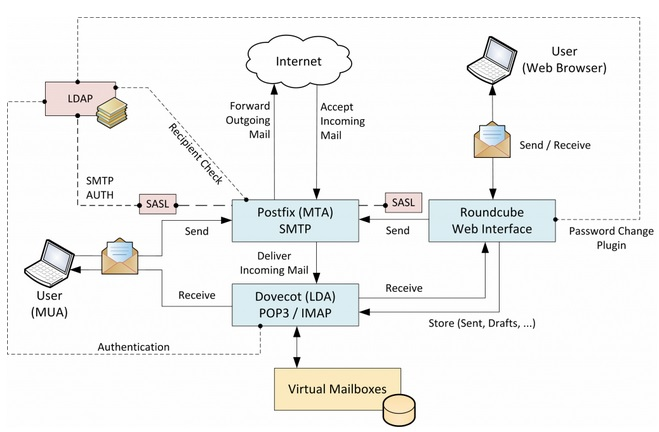 Internet
User
(Web Browser)
LDAP
Forward
Outgoing
Mail
Accept
Incoming
Mail
Recipient Check
Send / Receive
SMTP
AUTH
SASL
SASL
Postfix (MTA)
SMTP
Roundcube
Web Interface
Send
Send
Password Change
Plugin
Deliver
Incoming Mail
User
(MUA)
Receive
Dovecot (LDA)
POP3 / IMAP
Receive
Store (Sent, Drafts, ...)
Authentication
Virtual Mailboxes